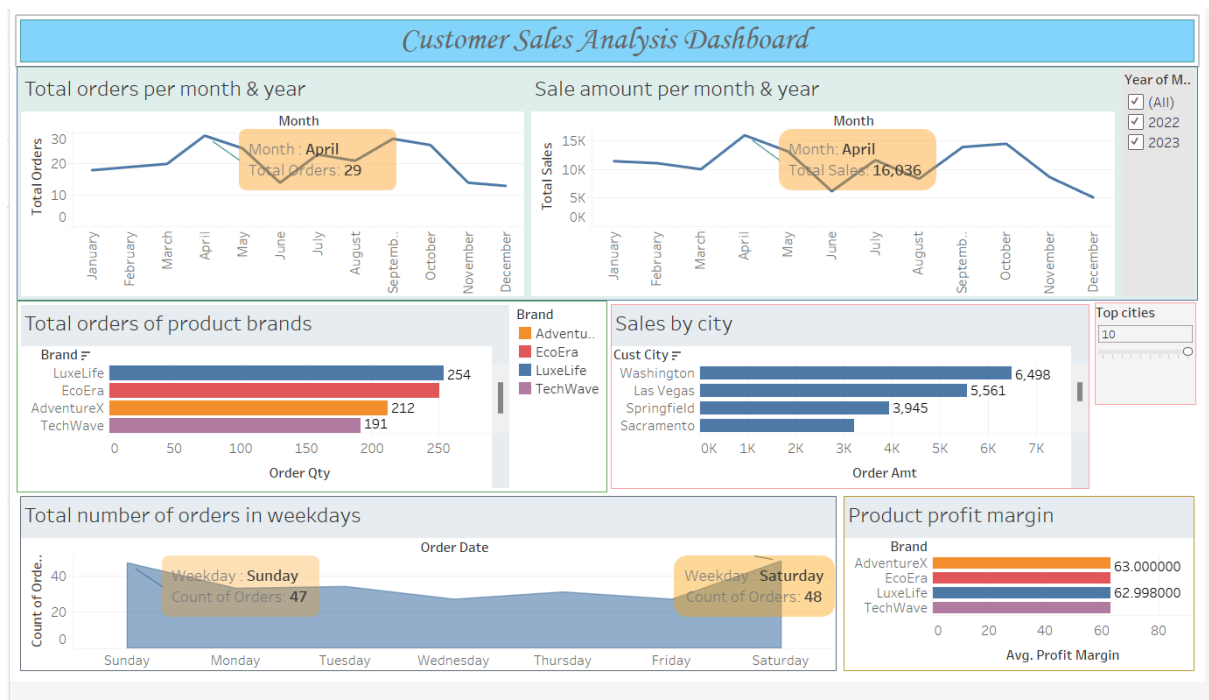 Customer Sales Analysis Dashboard
Total orders per month & year
Month
Total Orders
30
20
10
0
Month : April
Total Orders: 29
January
February
March
April
May
June
July
August
Septemb..
October
November
December
Sale amount per month & year
Month
Total Sales
15K
10K
5K
0K
Month: April
Total Sales: 16,036
January
February
March
April
May
June
July
August
Septemb..
October
November
December
Year of M..
(All)
2022
2023
Total orders of product brands
Brand
LuxeLife 254
EcoEra
AdventureX 212
TechWave 191
0 50 100 150 200 250
Order Qty
Brand
Adventu..
EcoEra
LuxeLife
TechWave
Sales by city
Cust City
Washington 6,498
Las Vegas 5,561
Springfield 3,945
Sacramento
0K 1K 2K 3K 4K 5K 6K 7K
Order Amt
Top cities
10
Total number of orders in weekdays
Order Date
Count of Orde..
40
20
0
Weekday : Sunday
Count of Orders: 47
Weekday : Saturday
Count of Orders: 48
Sunday Monday Tuesday Wednesday Thursday Friday Saturday
Product profit margin
Brand
AdventureX 63.000000
EcoEra
LuxeLife 62.998000
TechWave
0 20 40 60 80
Avg. Profit Margin